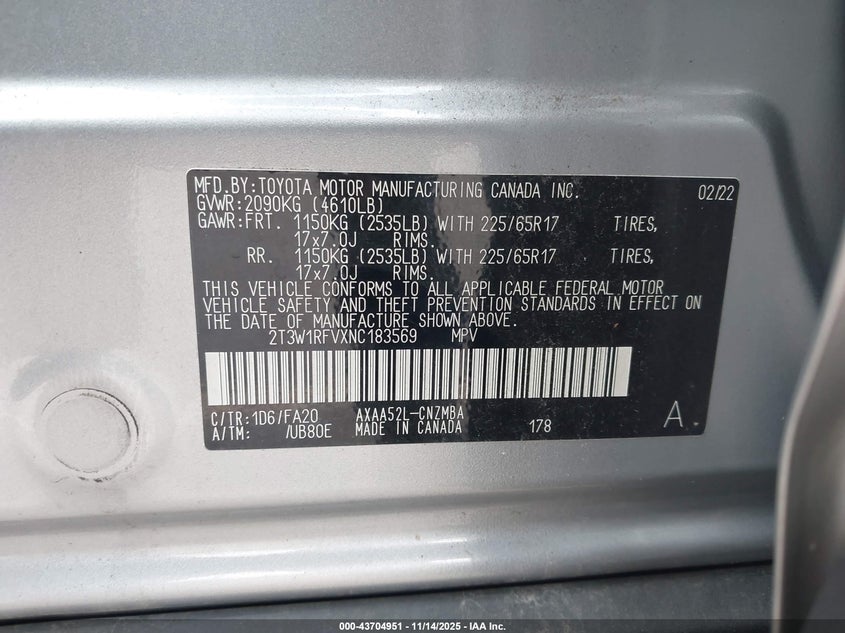 MFD.BY:TOYOTA MOTOR MANUFACTURING CANADA INC. 02/22
GVWR:2090KG (4610LB)
GAWR:FRT. 1150KG (2535LB) WITH 225/65R17 TIRES,
17x7.0J RIMS.
RR. 1150KG (2535LB) WITH 225/65R17 TIRES,
17x7.0J RIMS.
THIS VEHICLE CONFORMS TO ALL APPLICABLE FEDERAL MOTOR
VEHICLE SAFETY AND THEFT PREVENTION STANDARDS IN EFFECT ON
THE DATE OF MANUFACTURE SHOWN ABOVE.
2T3W1RFVXNC183569 MPV
C/TR:1D6/FA20 AXAA52L-CNZMBA
A/TM: /UB80E MADE IN CANADA 178 A
000-43704951 | 11/14/2025 | IAA Inc.